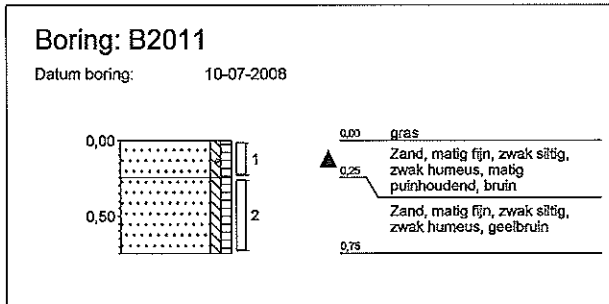 Boring: B2011
Datum boring: 10-07-2008
0,00
0,50
1
2
0,00 gras
Zand, matig fijn, zwak siltig,
zwak humeus, matig
puinhoudend, bruin
0,25
Zand, matig fijn, zwak siltig,
zwak humeus, geelbruin
0,75